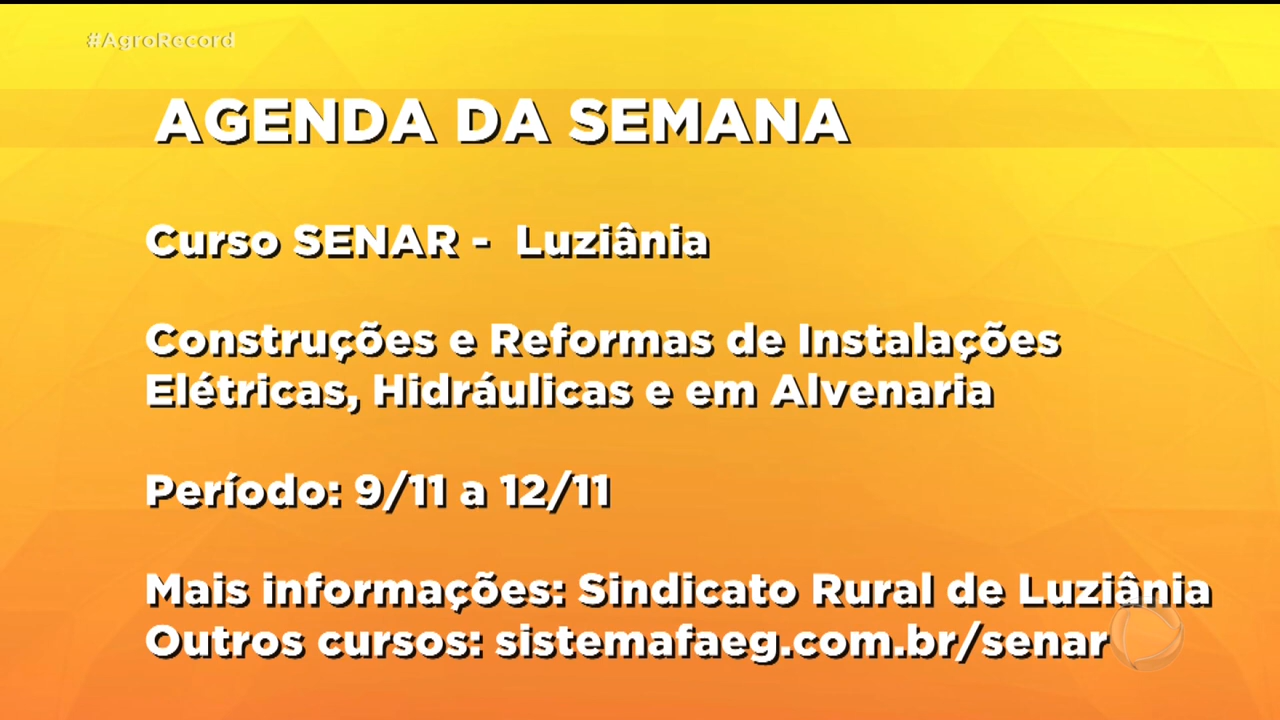 #AgroRecord
AGENDA DA SEMANA
Curso SENAR - Luziânia
Construções e Reformas de Instalações
Elétricas, Hidráulicas e em Alvenaria
Período: 9/11 a 12/11
Mais informações: Sindicato Rural de Luziânia
Outros cursos: sistemafaeg.com.br/senar